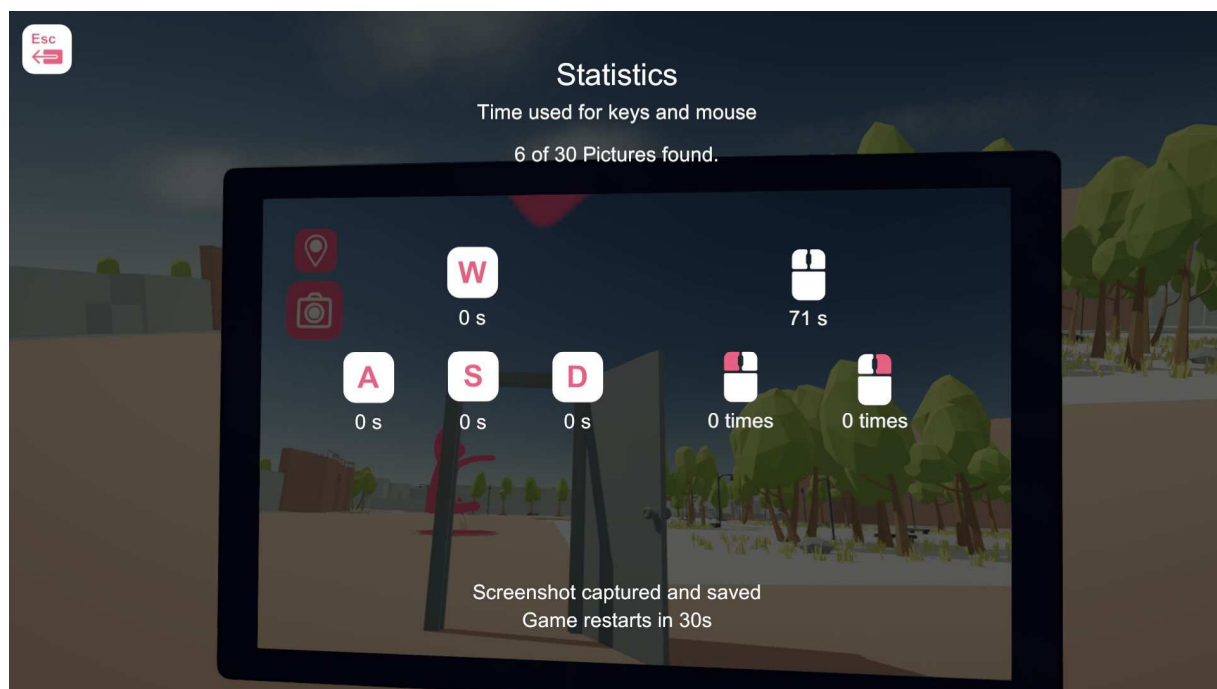 Esc
Statistics
Time used for keys and mouse
6 of 30 Pictures found.
W
0 s
71 s
A
S
D
0 s
0 s
0 s
0 times
0 times
Screenshot captured and saved
Game restarts in 30s